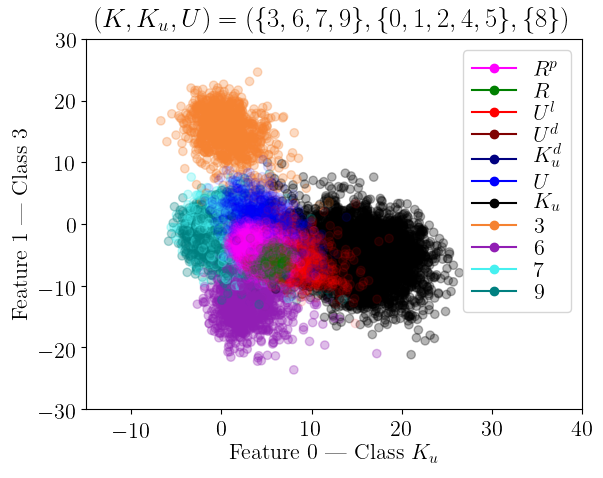 (K, K_u, U) = ({3, 6, 7, 9}, {0, 1, 2, 4, 5}, {8})
30
20
10
0
−10
−20
−30
Feature 1 — Class 3
R^p
R
U^l
U^d
K_u^d
U
K_u
3
6
7
9
−10
0
10
20
30
40
Feature 0 — Class K_u